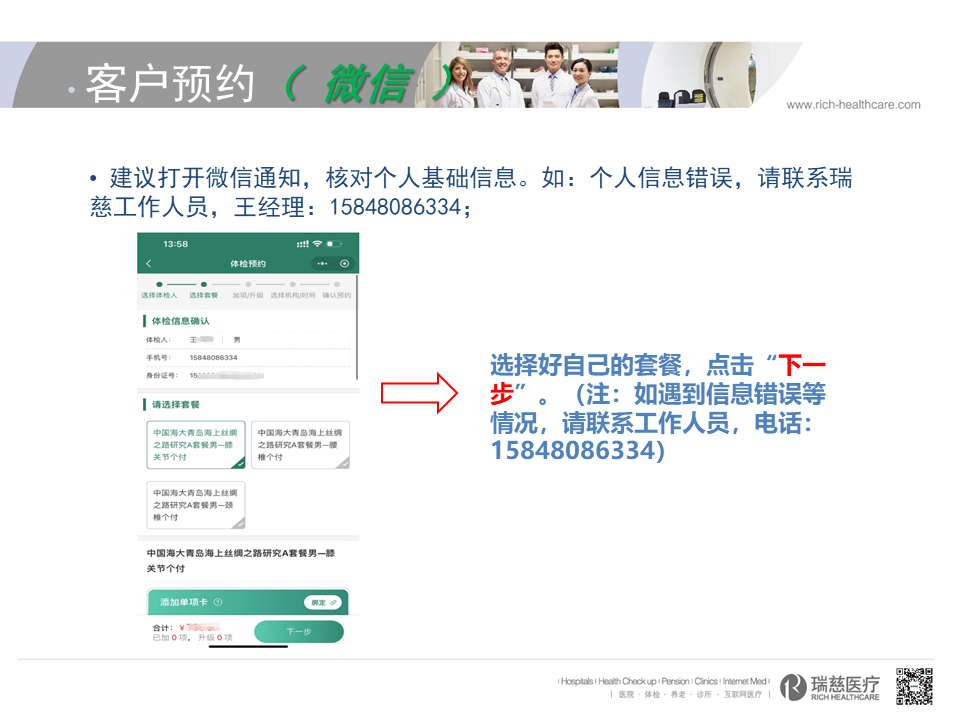 • 客户预约（ 微信 ）
www.rich-healthcare.com
• 建议打开微信通知，核对个人基础信息。如：个人信息错误，请联系瑞
慈工作人员，王经理：15848086334；
13:58
体检预约
选择体检人 选择套餐 加项/升级 选择机构/时间 确认预约
体检信息确认
体检人： 王 男
手机号： 15848086334
身份证号： 15
请选择套餐
中国海大青岛海上丝绸
之路研究A套餐男—膝
关节个付
中国海大青岛海上丝绸
之路研究A套餐男—腰
椎个付
中国海大青岛海上丝绸
之路研究A套餐男—颈
椎个付
中国海大青岛海上丝绸之路研究A套餐男—膝
关节个付
添加单项卡 ?
绑定
合计： ¥
已加 0 项， 升级 0 项
下一步
选择好自己的套餐，点击“下一
步”。（注：如遇到信息错误等
情况，请联系工作人员，电话：
15848086334）
| Hospitals | Health Check up | Pension | Clinics | Internet Med |
| 医院 · 体检 · 养老 · 诊所 · 互联网医疗 |
瑞慈医疗
RICH HEALTHCARE